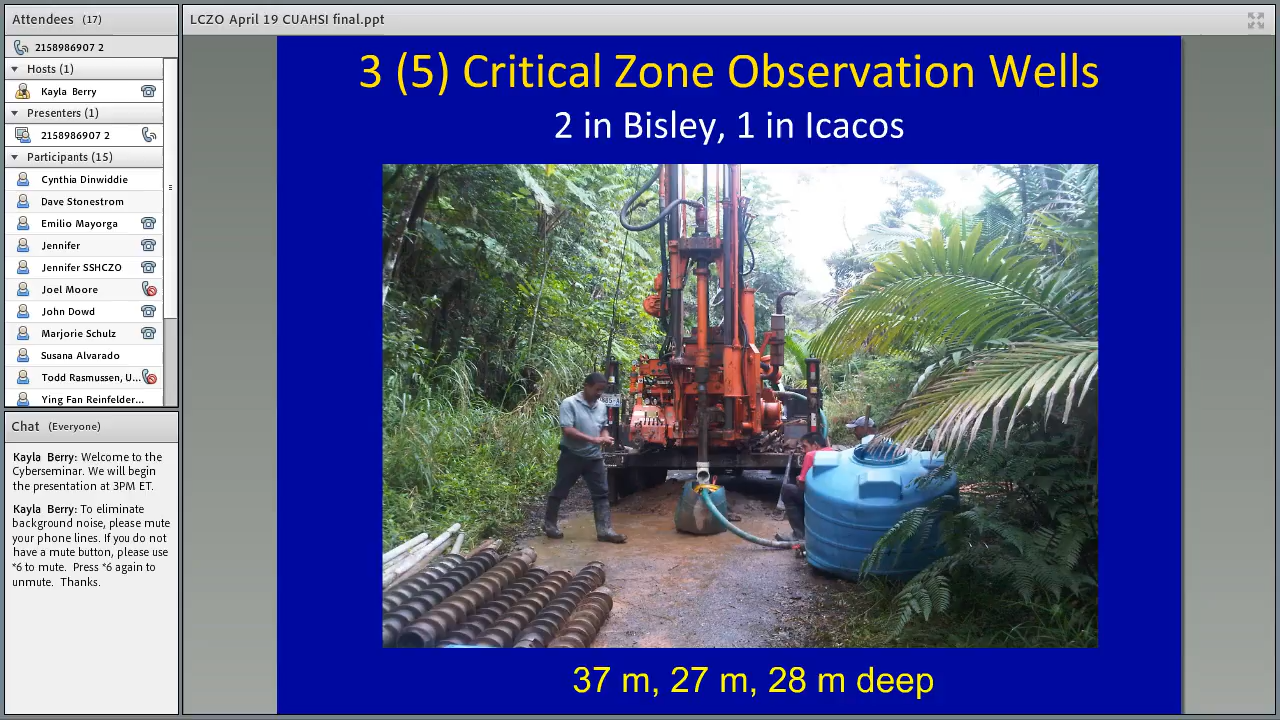 Attendees (17)
2158986907 2
Hosts (1)
Kayla Berry
Presenters (1)
2158986907 2
Participants (15)
Cynthia Dinwiddie
Dave Stonestrom
Emilio Mayorga
Jennifer
Jennifer SSHCZO
Joel Moore
John Dowd
Marjorie Schulz
Susana Alvarado
Todd Rasmussen, U...
Ying Fan Reinfelder...
Chat (Everyone)
Kayla Berry: Welcome to the
Cyberseminar. We will begin
the presentation at 3PM ET.
Kayla Berry: To eliminate
background noise, please mute
your phone lines. If you do not
have a mute button, please use
*6 to mute. Press *6 again to
unmute. Thanks.
LCZO April 19 CUAHSI final.ppt
3 (5) Critical Zone Observation Wells
2 in Bisley, 1 in Icacos
37 m, 27 m, 28 m deep